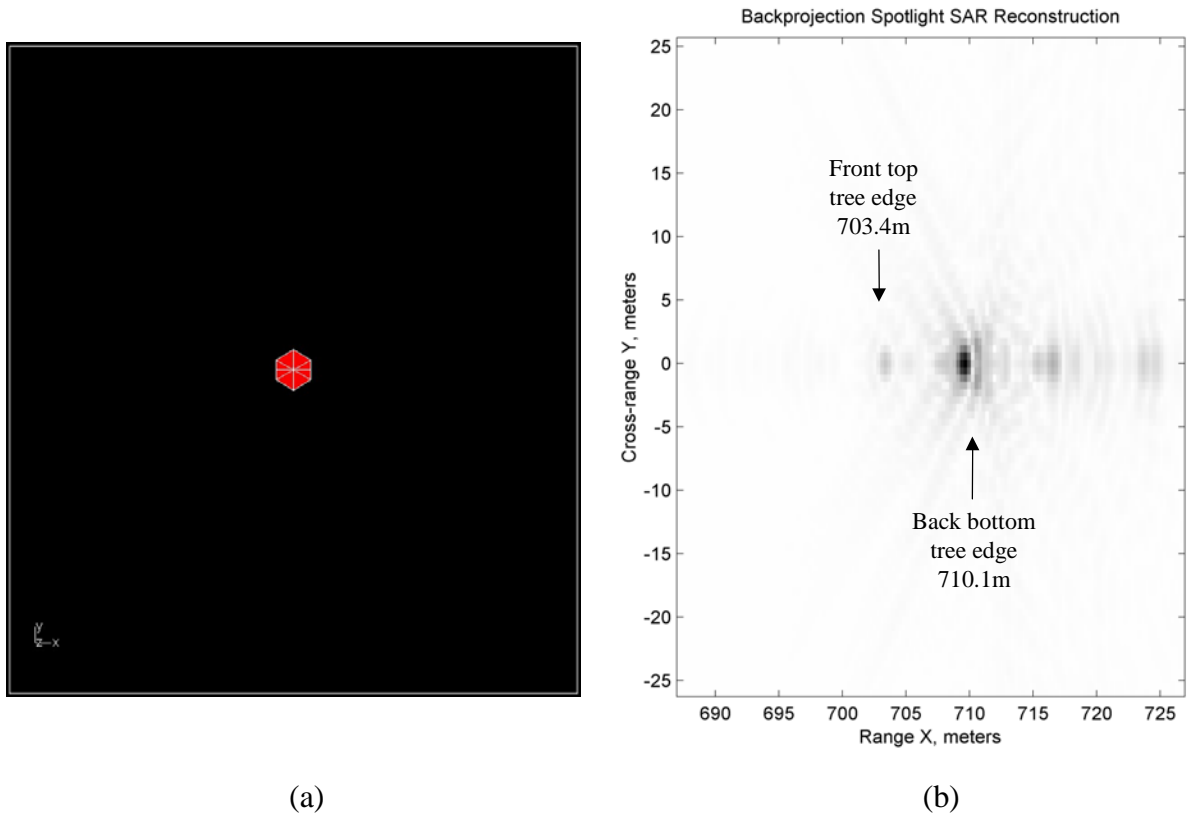 Backprojection Spotlight SAR Reconstruction
25
20
15
10
5
0
-5
-10
-15
-20
-25
Cross-range Y, meters
Front top
tree edge
703.4m
Back bottom
tree edge
710.1m
690 695 700 705 710 715 720 725
Range X, meters
y
z x
(a)
(b)